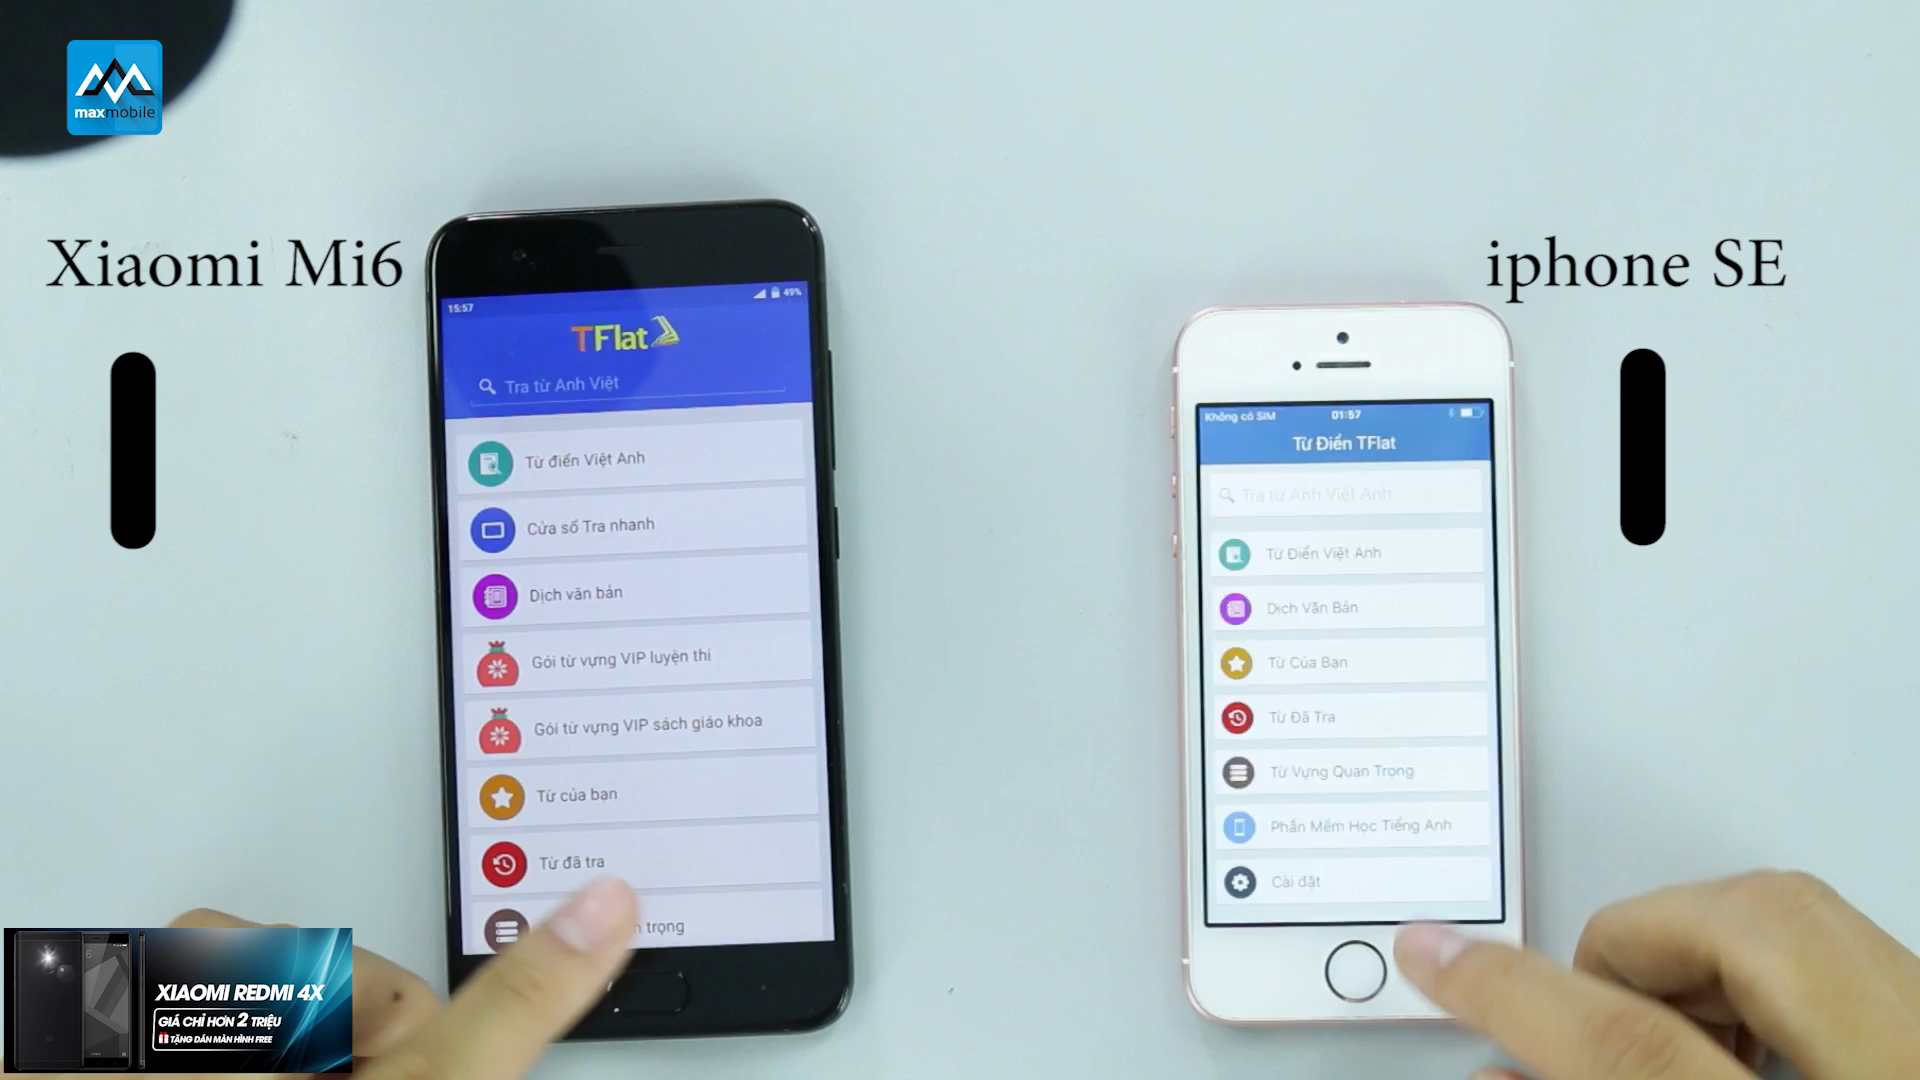 maxmobile
Xiaomi Mi6
iphone SE
15:57
49%
TFlat
Tra từ Anh Việt
Từ điển Việt Anh
Cửa sổ Tra nhanh
Dịch văn bản
Gói từ vựng VIP luyện thi
Gói từ vựng VIP sách giáo khoa
Từ của bạn
Từ đã tra
trọng
Không có SIM
01:57
Từ Điển TFlat
Tra từ Anh Việt Anh
Từ Điển Việt Anh
Dịch Văn Bản
Từ Của Bạn
Từ Đã Tra
Từ Vựng Quan Trọng
Phần Mềm Học Tiếng Anh
Cài đặt
XIAOMI REDMI 4X
GIÁ CHỈ HƠN 2 TRIỆU
TẶNG DÁN MÀN HÌNH FREE